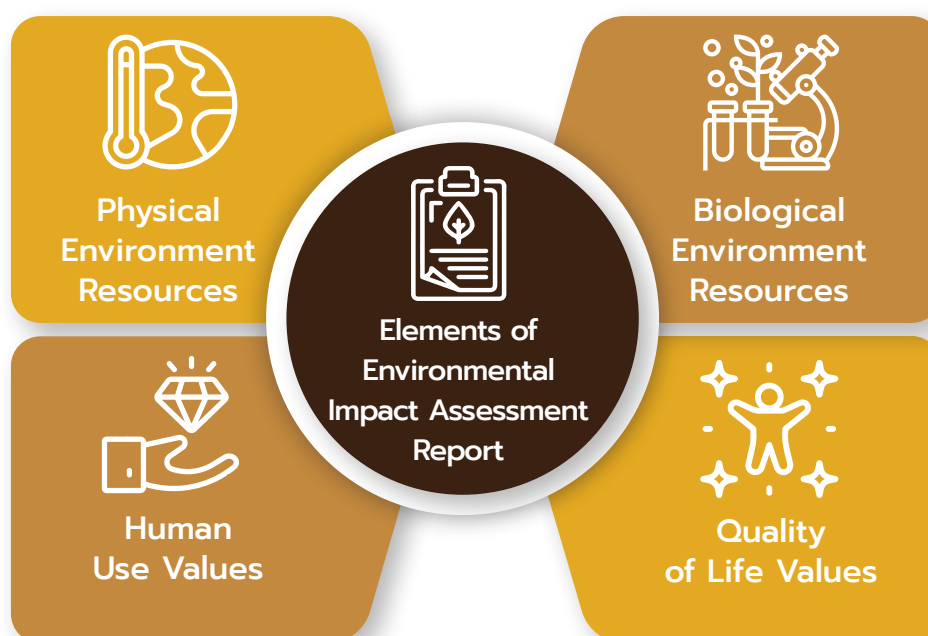 Physical
Environment
Resources
Biological
Environment
Resources
Elements of
Environmental
Impact Assessment
Report
Human
Use Values
Quality
of Life Values